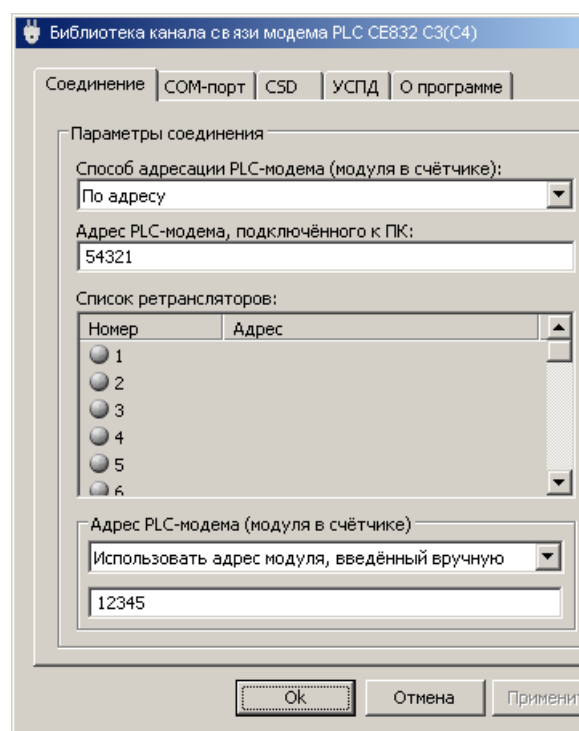 Библиотека канала связи модема PLC CE832 C3(C4)
Соединение COM-порт CSD УСПД О программе
Параметры соединения
Способ адресации PLC-модема (модуля в счётчике):
По адресу
Адрес PLC-модема, подключённого к ПК:
54321
Список ретрансляторов:
Номер Адрес
1
2
3
4
5
6
Адрес PLC-модема (модуля в счётчике)
Использовать адрес модуля, введённый вручную
12345
Ok Отмена Применит